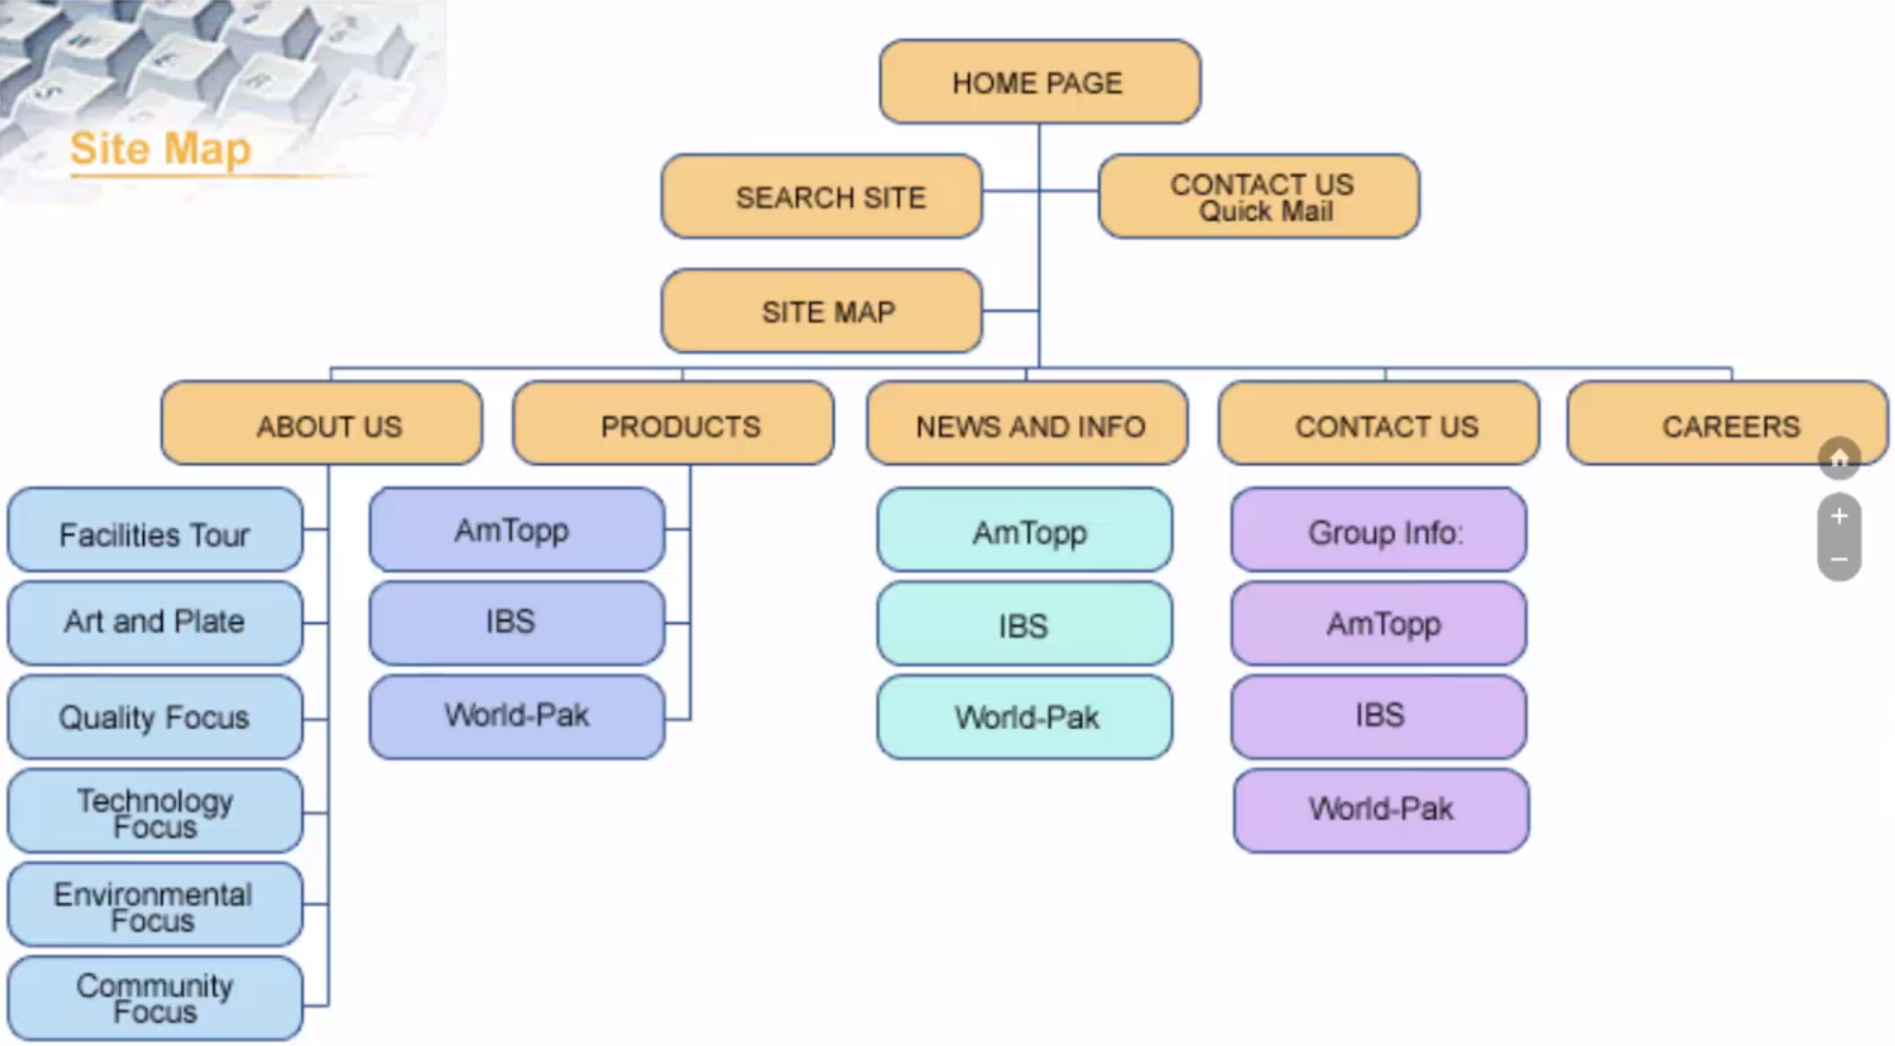 Site Map
HOME PAGE
SEARCH SITE
CONTACT US
Quick Mail
SITE MAP
ABOUT US
PRODUCTS
NEWS AND INFO
CONTACT US
CAREERS
Facilities Tour
Art and Plate
Quality Focus
Technology
Focus
Environmental
Focus
Community
Focus
AmTopp
IBS
World-Pak
AmTopp
IBS
World-Pak
Group Info:
AmTopp
IBS
World-Pak